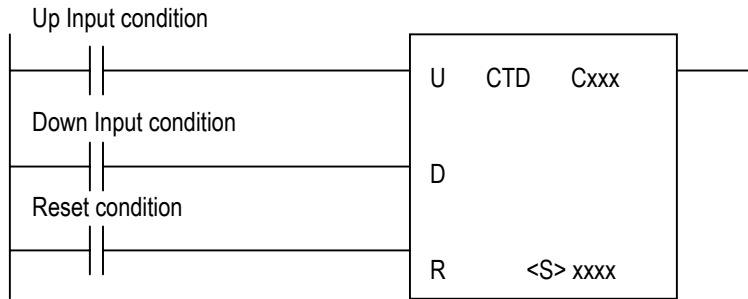 Up Input condition
U CTD Cxxx
Down Input condition
D
Reset condition
R <S> xxxx